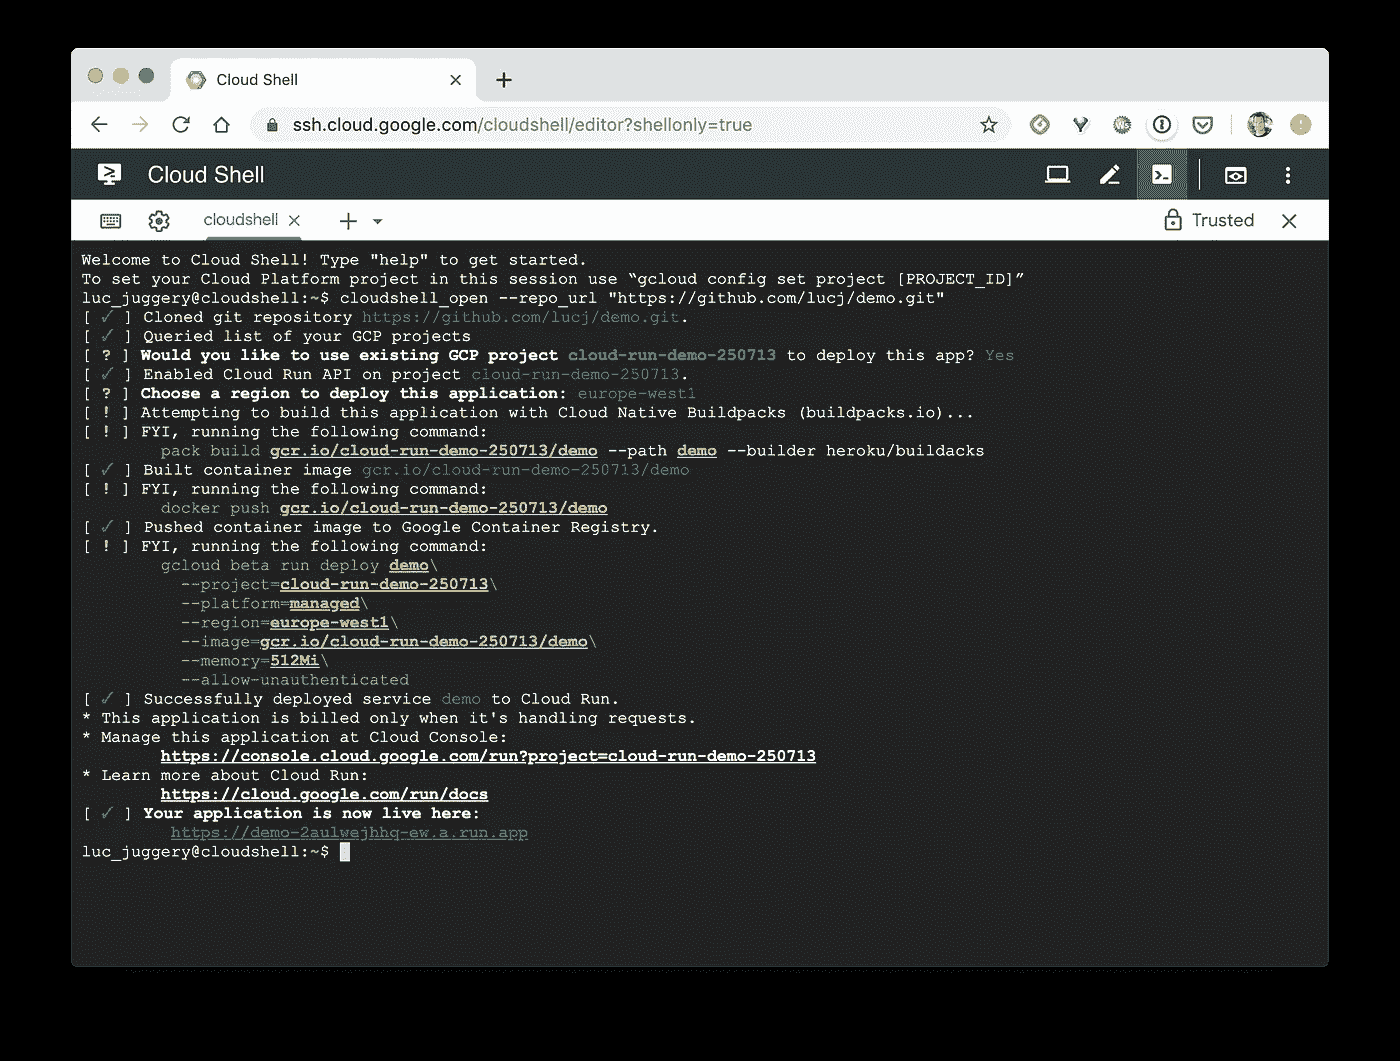 Cloud Shell
ssh.cloud.google.com/cloudshell/editor?shellonly=true
Cloud Shell
cloudshell
Trusted
Welcome to Cloud Shell! Type "help" to get started.
To set your Cloud Platform project in this session use “gcloud config set project [PROJECT_ID]”
luc_juggery@cloudshell:~$ cloudshell_open --repo_url "https://github.com/lucj/demo.git"
[ ✓ ] Cloned git repository https://github.com/lucj/demo.git.
[ ✓ ] Queried list of your GCP projects
[ ? ] Would you like to use existing GCP project cloud-run-demo-250713 to deploy this app? Yes
[ ✓ ] Enabled Cloud Run API on project cloud-run-demo-250713.
[ ? ] Choose a region to deploy this application: europe-west1
[ ! ] Attempting to build this application with Cloud Native Buildpacks (buildpacks.io)...
[ ! ] FYI, running the following command:
pack build gcr.io/cloud-run-demo-250713/demo --path demo --builder heroku/buildacks
[ ✓ ] Built container image gcr.io/cloud-run-demo-250713/demo
[ ! ] FYI, running the following command:
docker push gcr.io/cloud-run-demo-250713/demo
[ ✓ ] Pushed container image to Google Container Registry.
[ ! ] FYI, running the following command:
gcloud beta run deploy demo\
--project=cloud-run-demo-250713\
--platform=managed\
--region=europe-west1\
--image=gcr.io/cloud-run-demo-250713/demo\
--memory=512Mi\
--allow-unauthenticated
[ ✓ ] Successfully deployed service demo to Cloud Run.
* This application is billed only when it's handling requests.
* Manage this application at Cloud Console:
https://console.cloud.google.com/run?project=cloud-run-demo-250713
* Learn more about Cloud Run:
https://cloud.google.com/run/docs
[ ✓ ] Your application is now live here:
https://demo-2aulwejhhq-ew.a.run.app
luc_juggery@cloudshell:~$